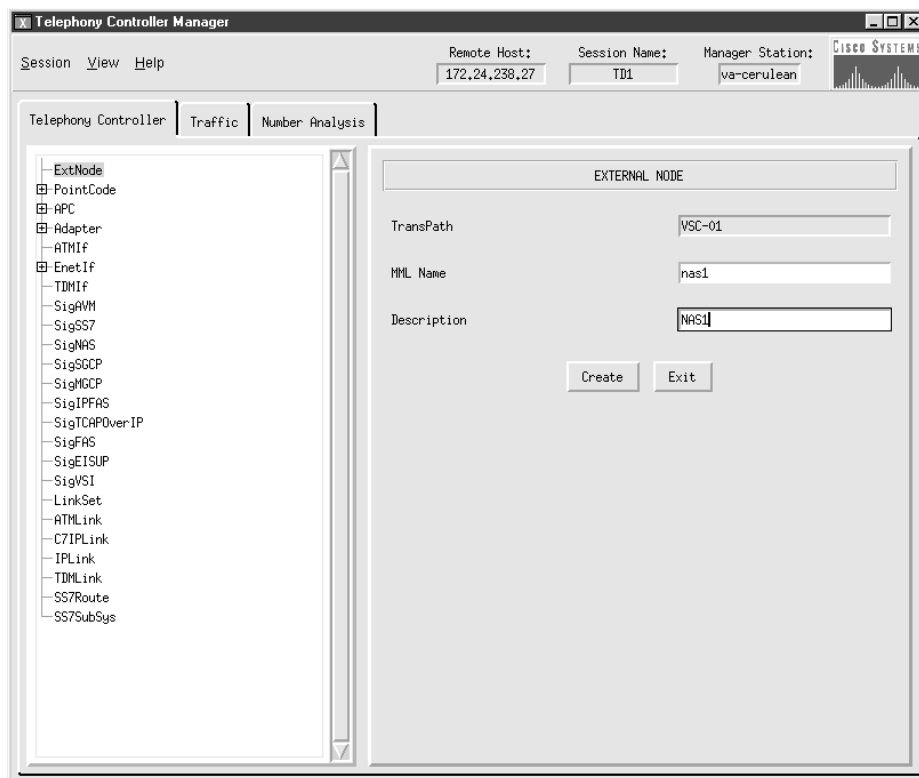 X Telephony Controller Manager
Session View Help
Remote Host: Session Name: Manager Station:
172.24.238.27 TD1 va-cerulean
CISCO SYSTEMS
Telephony Controller Traffic Number Analysis
ExtNode
PointCode
APC
Adapter
ATMIf
EnetIf
TDMIf
SigAVM
SigSS7
SigNAS
SigSGCP
SigMGCP
SigIPFAS
SigTCAPOverIP
SigFAS
SigEISUP
SigVSI
LinkSet
ATMLink
C7IPLink
IPLink
TDMLink
SS7Route
SS7SubSys
EXTERNAL NODE
TransPath VSC-01
MML Name nas1
Description NAS1
Create Exit